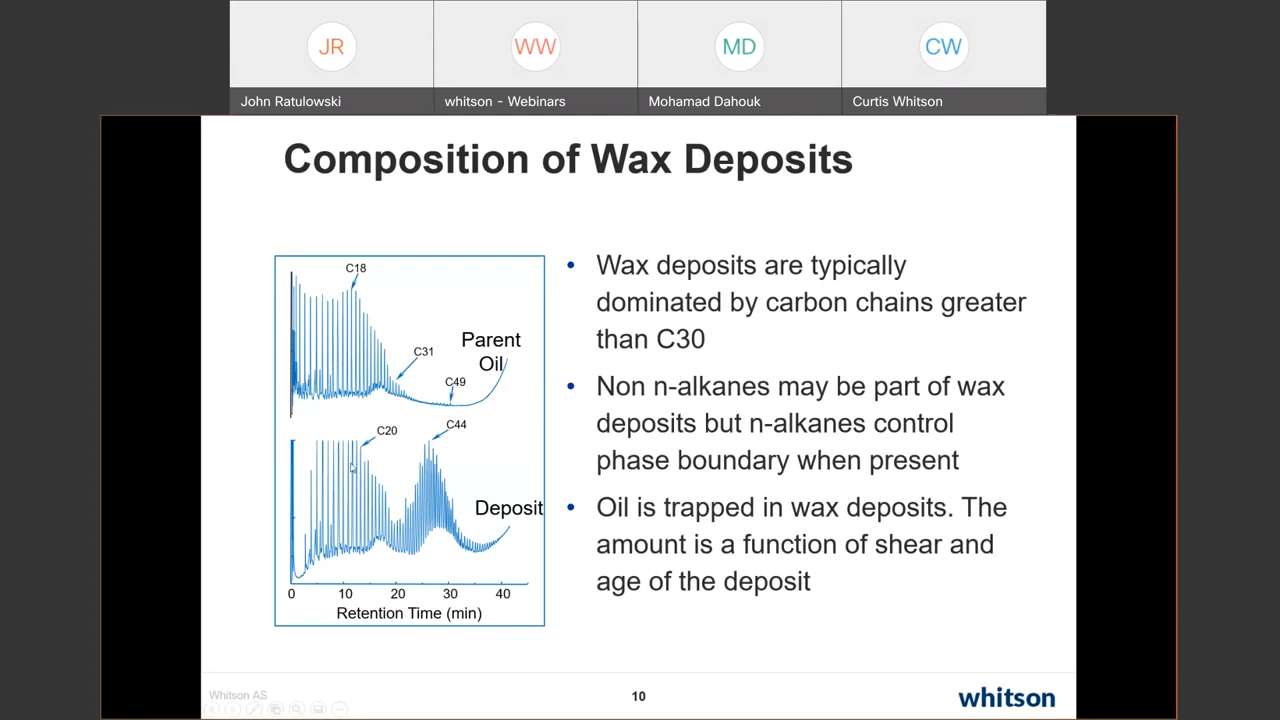 JR
WW
MD
CW
John Ratulowski
whitson - Webinars
Mohamad Dahouk
Curtis Whitson
Composition of Wax Deposits
C18
Parent
Oil
C31
C49
C20
C44
Deposit
0 10 20 30 40
Retention Time (min)
• Wax deposits are typically
dominated by carbon chains greater
than C30
• Non n-alkanes may be part of wax
deposits but n-alkanes control
phase boundary when present
• Oil is trapped in wax deposits. The
amount is a function of shear and
age of the deposit
Whitson AS
10
whitson